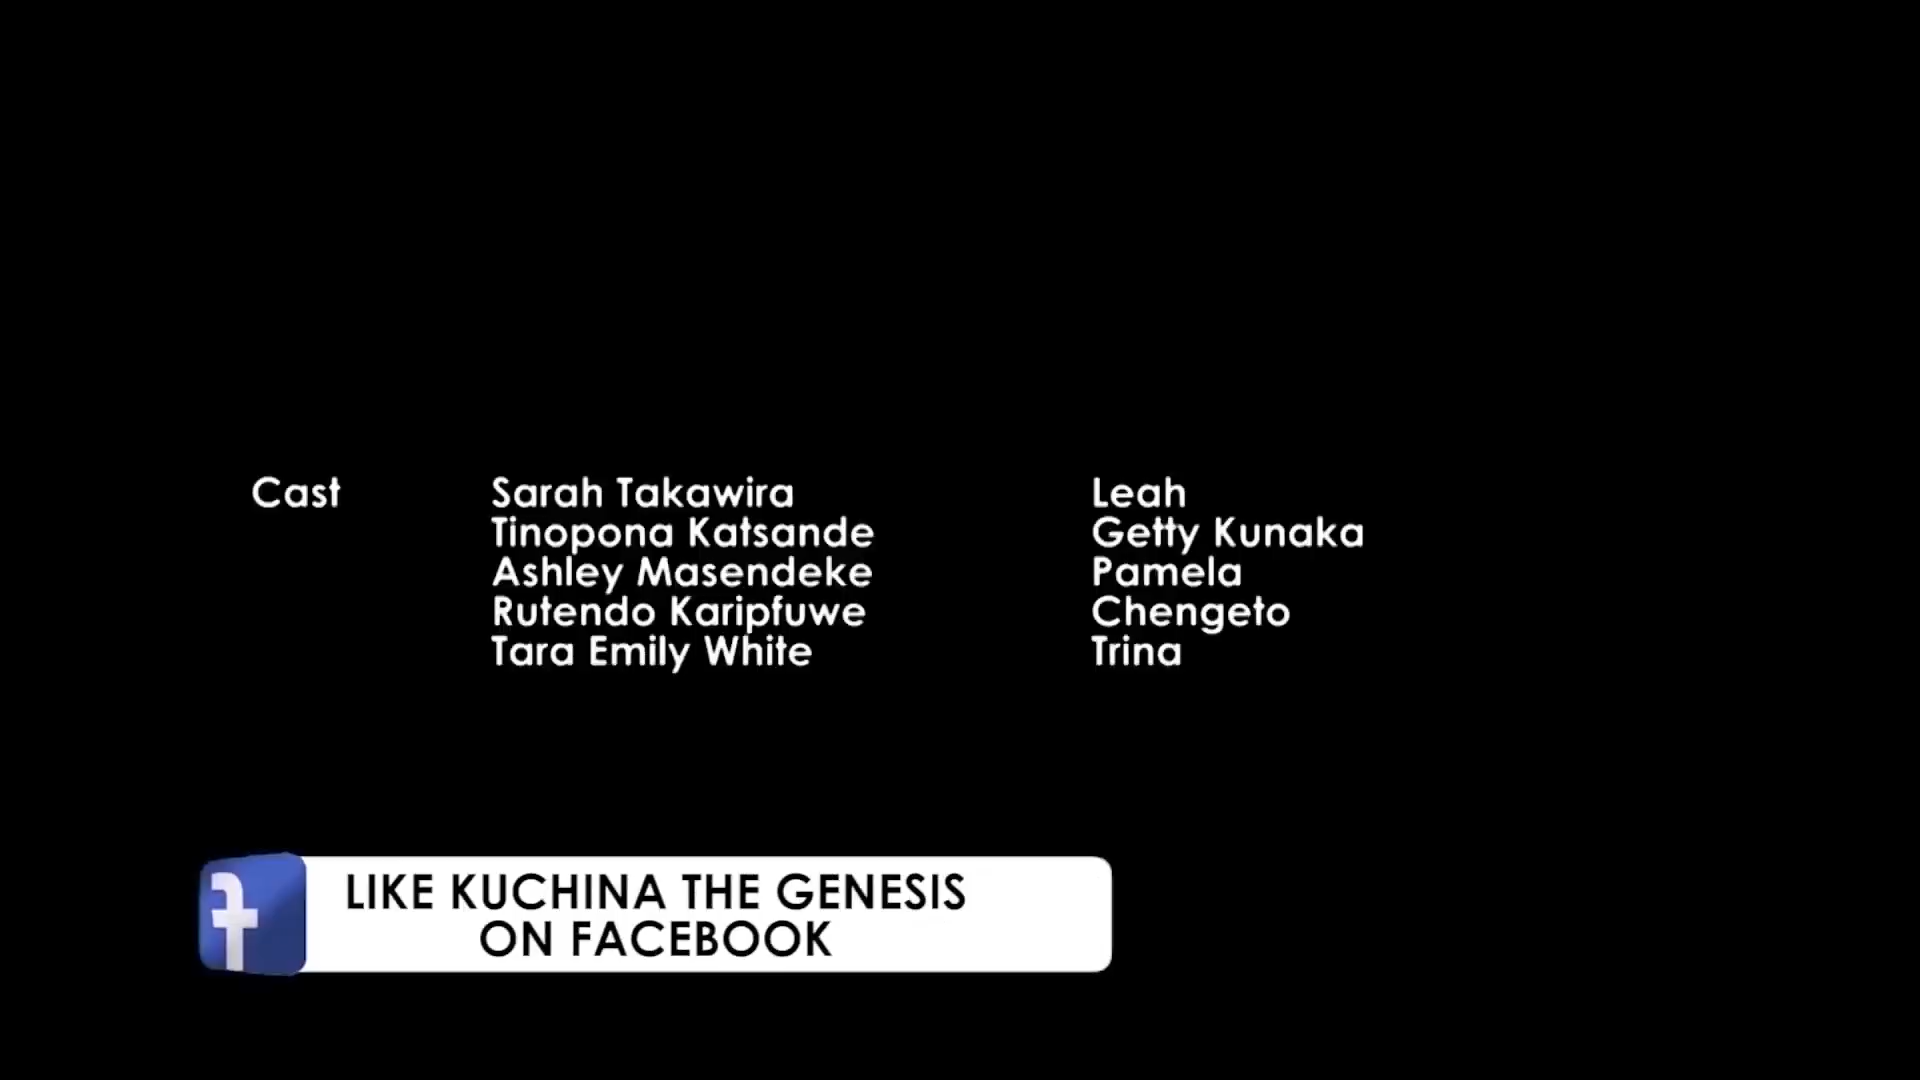 Cast Sarah Takawira Leah
Tinopona Katsande Getty Kunaka
Ashley Masendeke Pamela
Rutendo Karipfuwe Chengeto
Tara Emily White Trina
f LIKE KUCHINA THE GENESIS
ON FACEBOOK